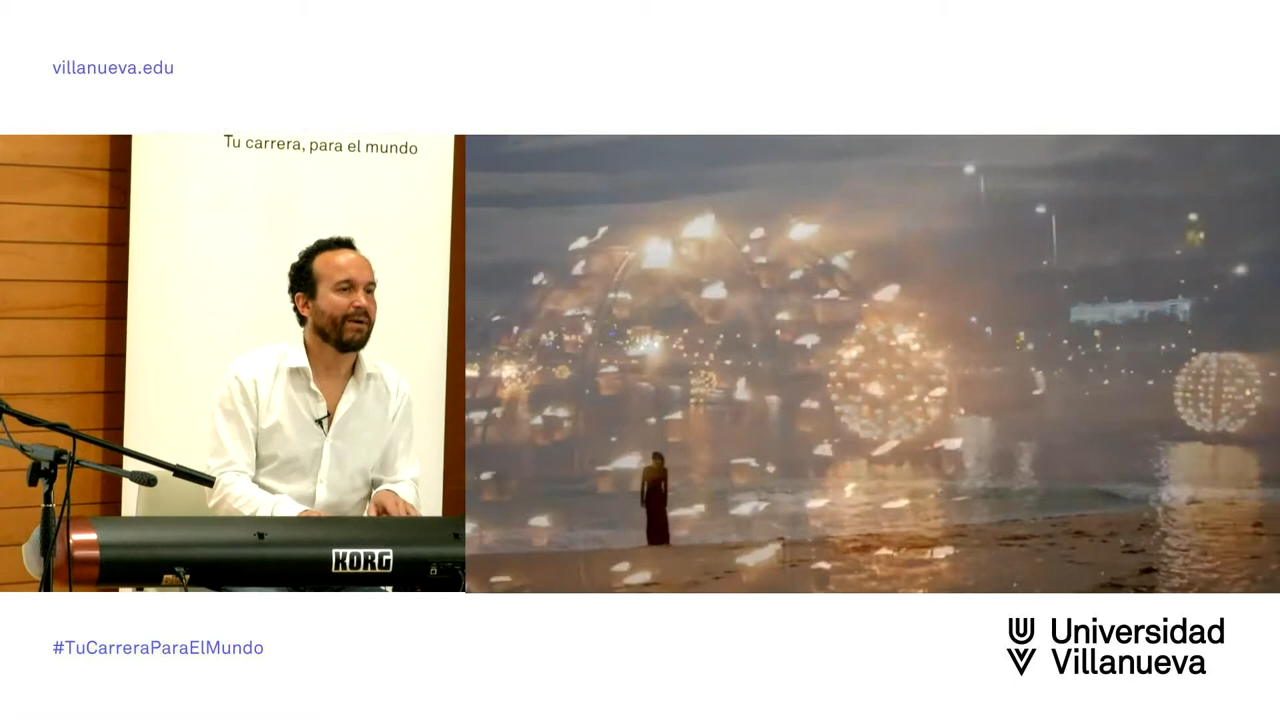 villanueva.edu
Tu carrera, para el mundo
KORG
#TuCarreraParaElMundo
Universidad
Villanueva